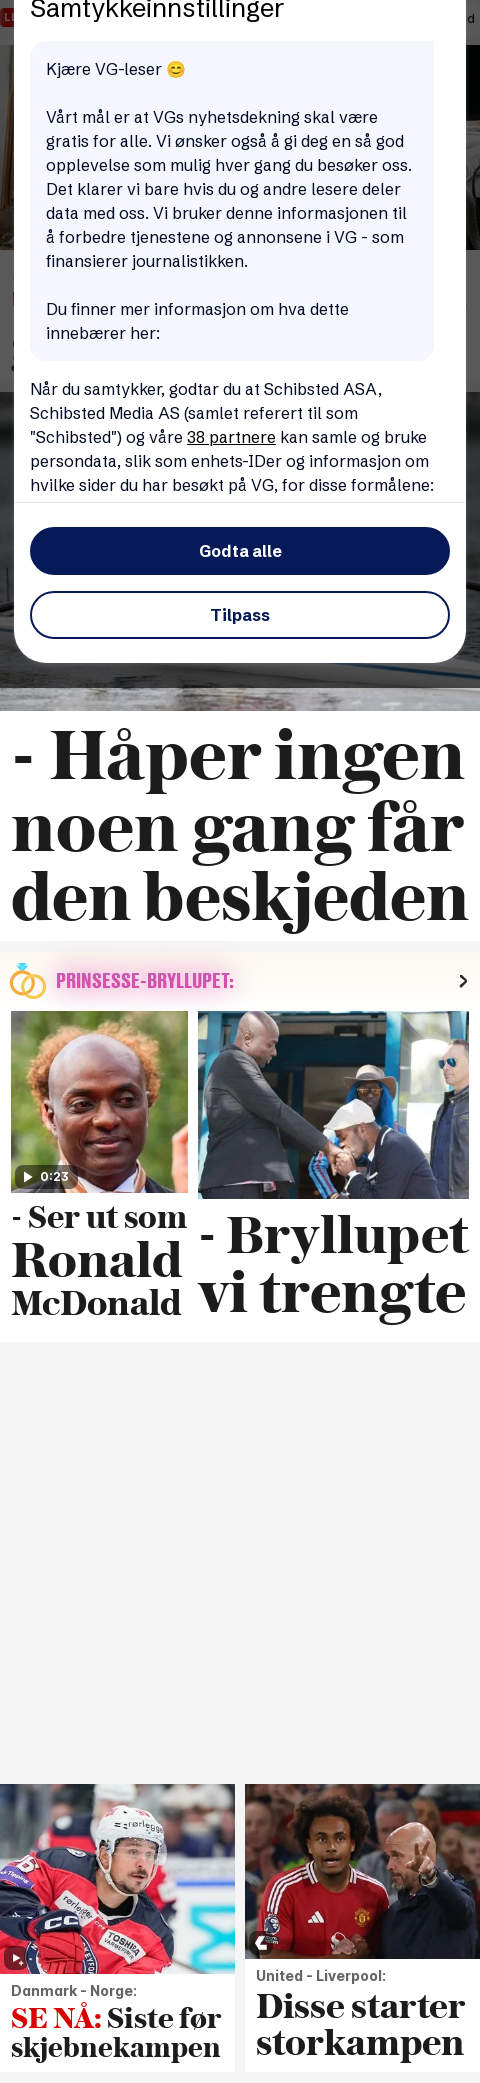 Samtykkeinnstillinger
Kjære VG-leser 😊
Vårt mål er at VGs nyhetsdekning skal være
gratis for alle. Vi ønsker også å gi deg en så god
opplevelse som mulig hver gang du besøker oss.
Det klarer vi bare hvis du og andre lesere deler
data med oss. Vi bruker denne informasjonen til
å forbedre tjenestene og annonsene i VG - som
finansierer journalistikken.
Du finner mer informasjon om hva dette
innebærer her:
Når du samtykker, godtar du at Schibsted ASA,
Schibsted Media AS (samlet referert til som
"Schibsted") og våre 38 partnere kan samle og bruke
persondata, slik som enhets-IDer og informasjon om
hvilke sider du har besøkt på VG, for disse formålene:
Godta alle
Tilpass
- Håper ingen
noen gang får
den beskjeden
PRINSESSE-BRYLLUPET:
0:23
- Ser ut som
Ronald
McDonald
- Bryllupet
vi trengte
rørlegger
rørlegger
TOSHIBA
VARMEPUMPER
CCM
Danmark - Norge:
SE NÅ: Siste før
skjebnekampen
United - Liverpool:
Disse starter
storkampen